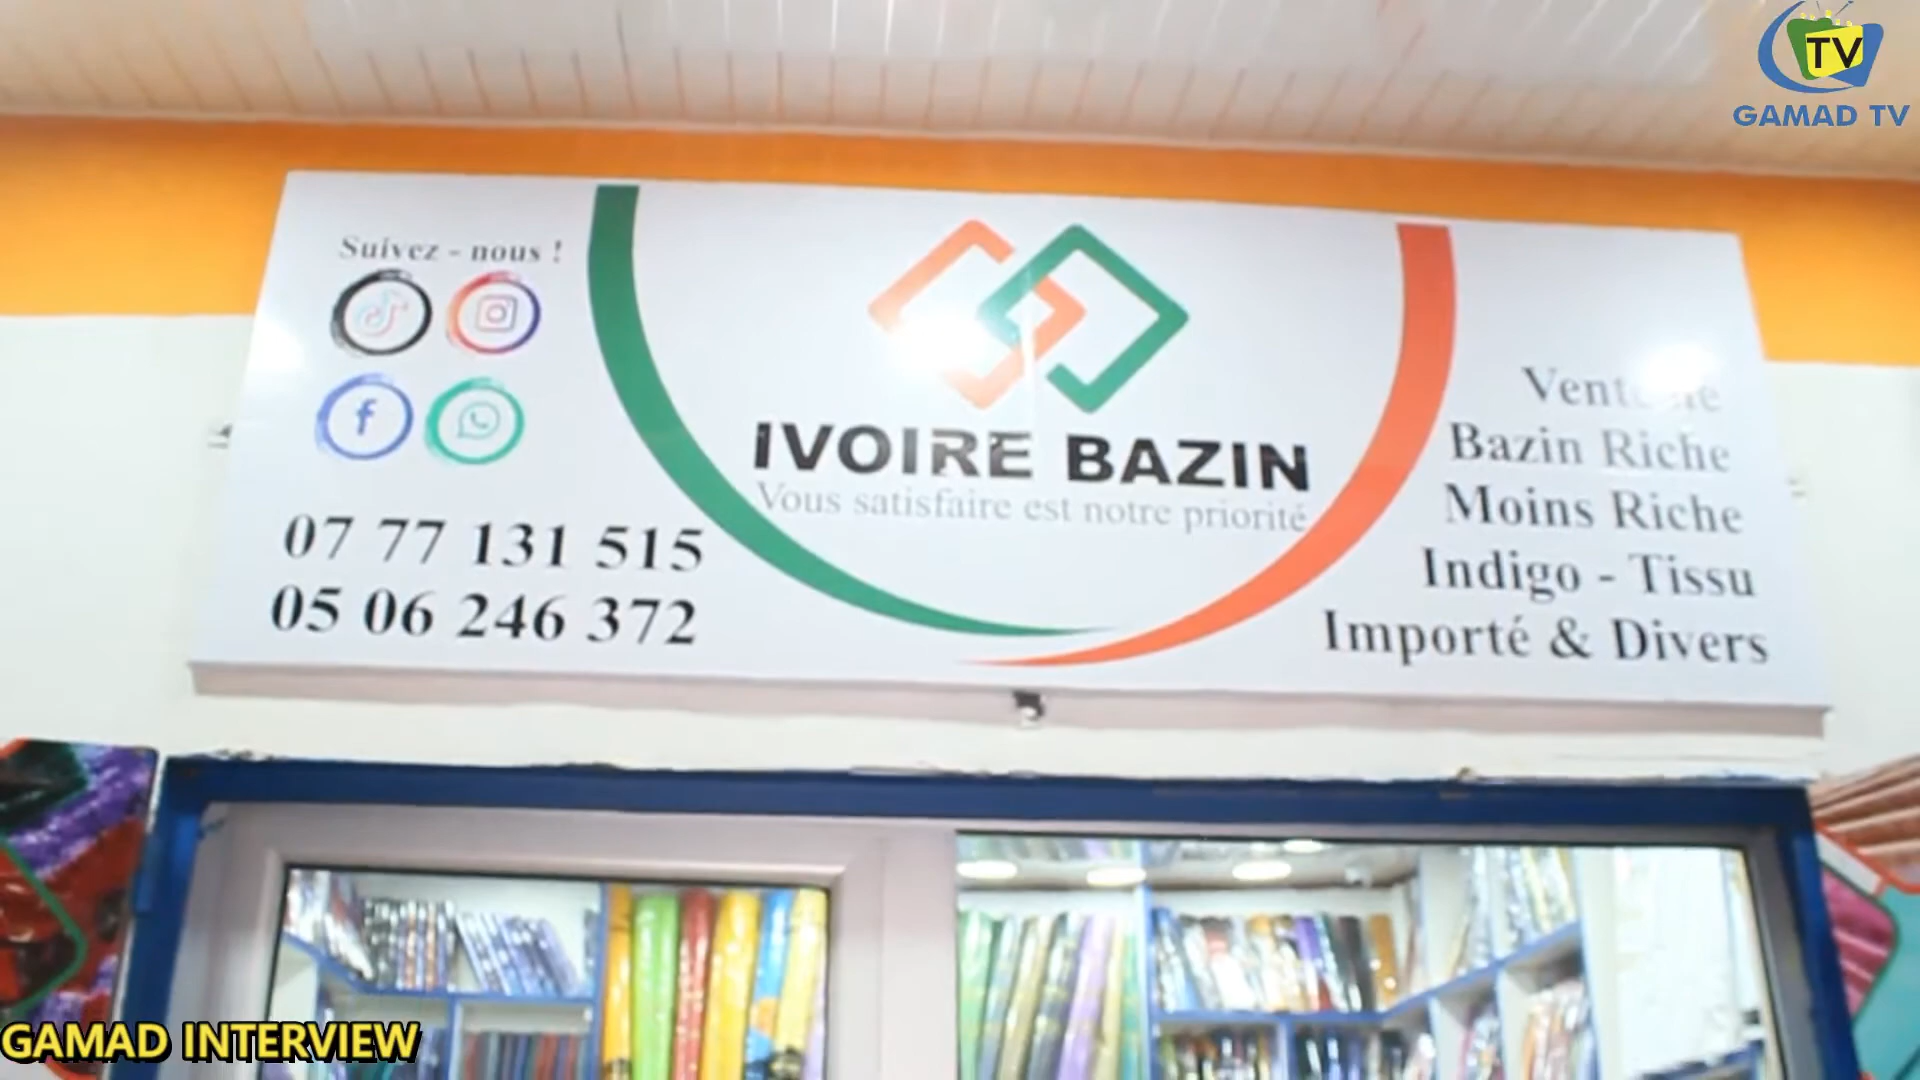 TV
GAMAD TV
Suivez - nous !
07 77 131 515
05 06 246 372
IVOIRE BAZIN
Vous satisfaire est notre priorité
Bazin Riche
Moins Riche
Indigo - Tissu
Importé & Divers
GAMAD INTERVIEW